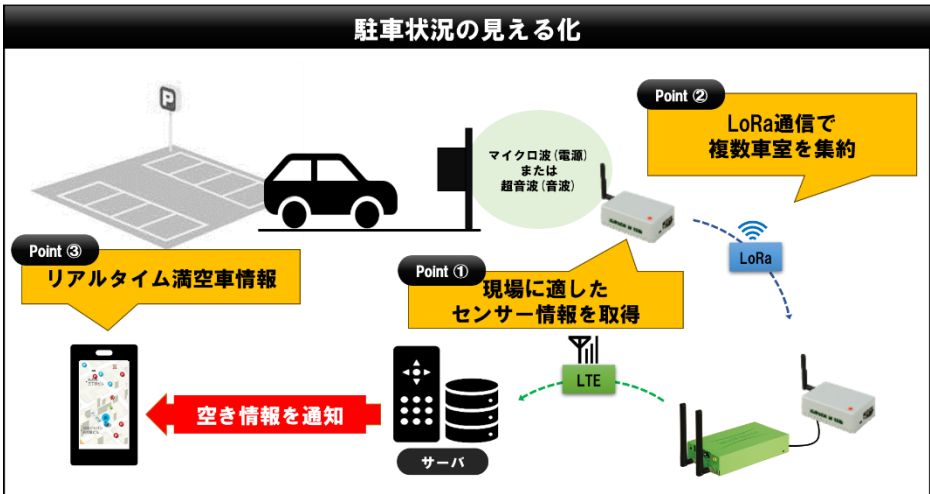 駐車状況の見える化
P
マイクロ波(電源)
または
超音波(音波)
Point ②
LoRa通信で
複数車室を集約
LoRa
Point ③
リアルタイム満空車情報
Point ①
現場に適した
センサー情報を取得
LTE
空き情報を通知
サーバ